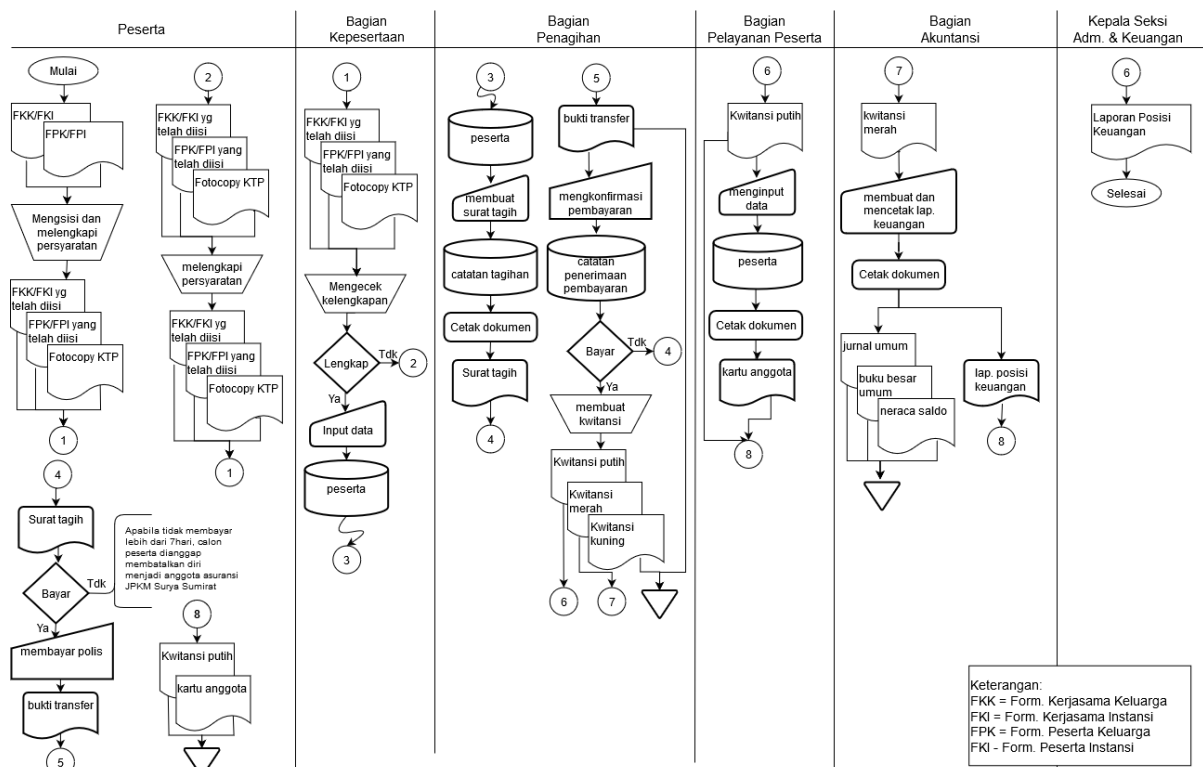 Peserta
Bagian
Kepesertaan
Bagian
Penagihan
Bagian
Pelayanan Peserta
Bagian
Akuntansi
Kepala Seksi
Adm. & Keuangan
Mulai
FKK/FKI
FPK/FPI
Mengsisi dan
melengkapi
persyaratan
FKK/FKI yg
telah diisi
FPK/FPI yang
telah diisi
Fotocopy KTP
1
4
Surat tagih
Bayar
Tdk
Ya
Apabila tidak membayar
lebih dari 7hari, calon
peserta dianggap
membatalkan diri
menjadi anggota asuransi
JPKM Surya Sumirat
membayar polis
bukti transfer
5
2
FKK/FKI yg
telah diisi
FPK/FPI yang
telah diisi
Fotocopy KTP
melengkapi
persyaratan
FKK/FKI yg
telah diisi
FPK/FPI yang
telah diisi
Fotocopy KTP
1
8
Kwitansi putih
kartu anggota
1
FKK/FKI yg
telah diisi
FPK/FPI yang
telah diisi
Fotocopy KTP
Mengecek
kelengkapan
Lengkap
Tdk
2
Ya
Input data
peserta
3
3
peserta
membuat
surat tagih
catatan tagihan
Cetak dokumen
Surat tagih
4
5
bukti transfer
mengkonfirmasi
pembayaran
catatan
penerimaan
pembayaran
Bayar
Tdk
4
Ya
membuat
kwitansi
Kwitansi putih
Kwitansi
merah
Kwitansi
kuning
6
7
6
Kwitansi putih
menginput
data
peserta
Cetak dokumen
kartu anggota
8
7
kwitansi
merah
membuat dan
mencetak lap.
keuangan
Cetak dokumen
jurnal umum
buku besar
umum
neraca saldo
lap. posisi
keuangan
8
6
Laporan Posisi
Keuangan
Selesai
Keterangan:
FKK = Form. Kerjasama Keluarga
FKI = Form. Kerjasama Instansi
FPK = Form. Peserta Keluarga
FKI - Form. Peserta Instansi